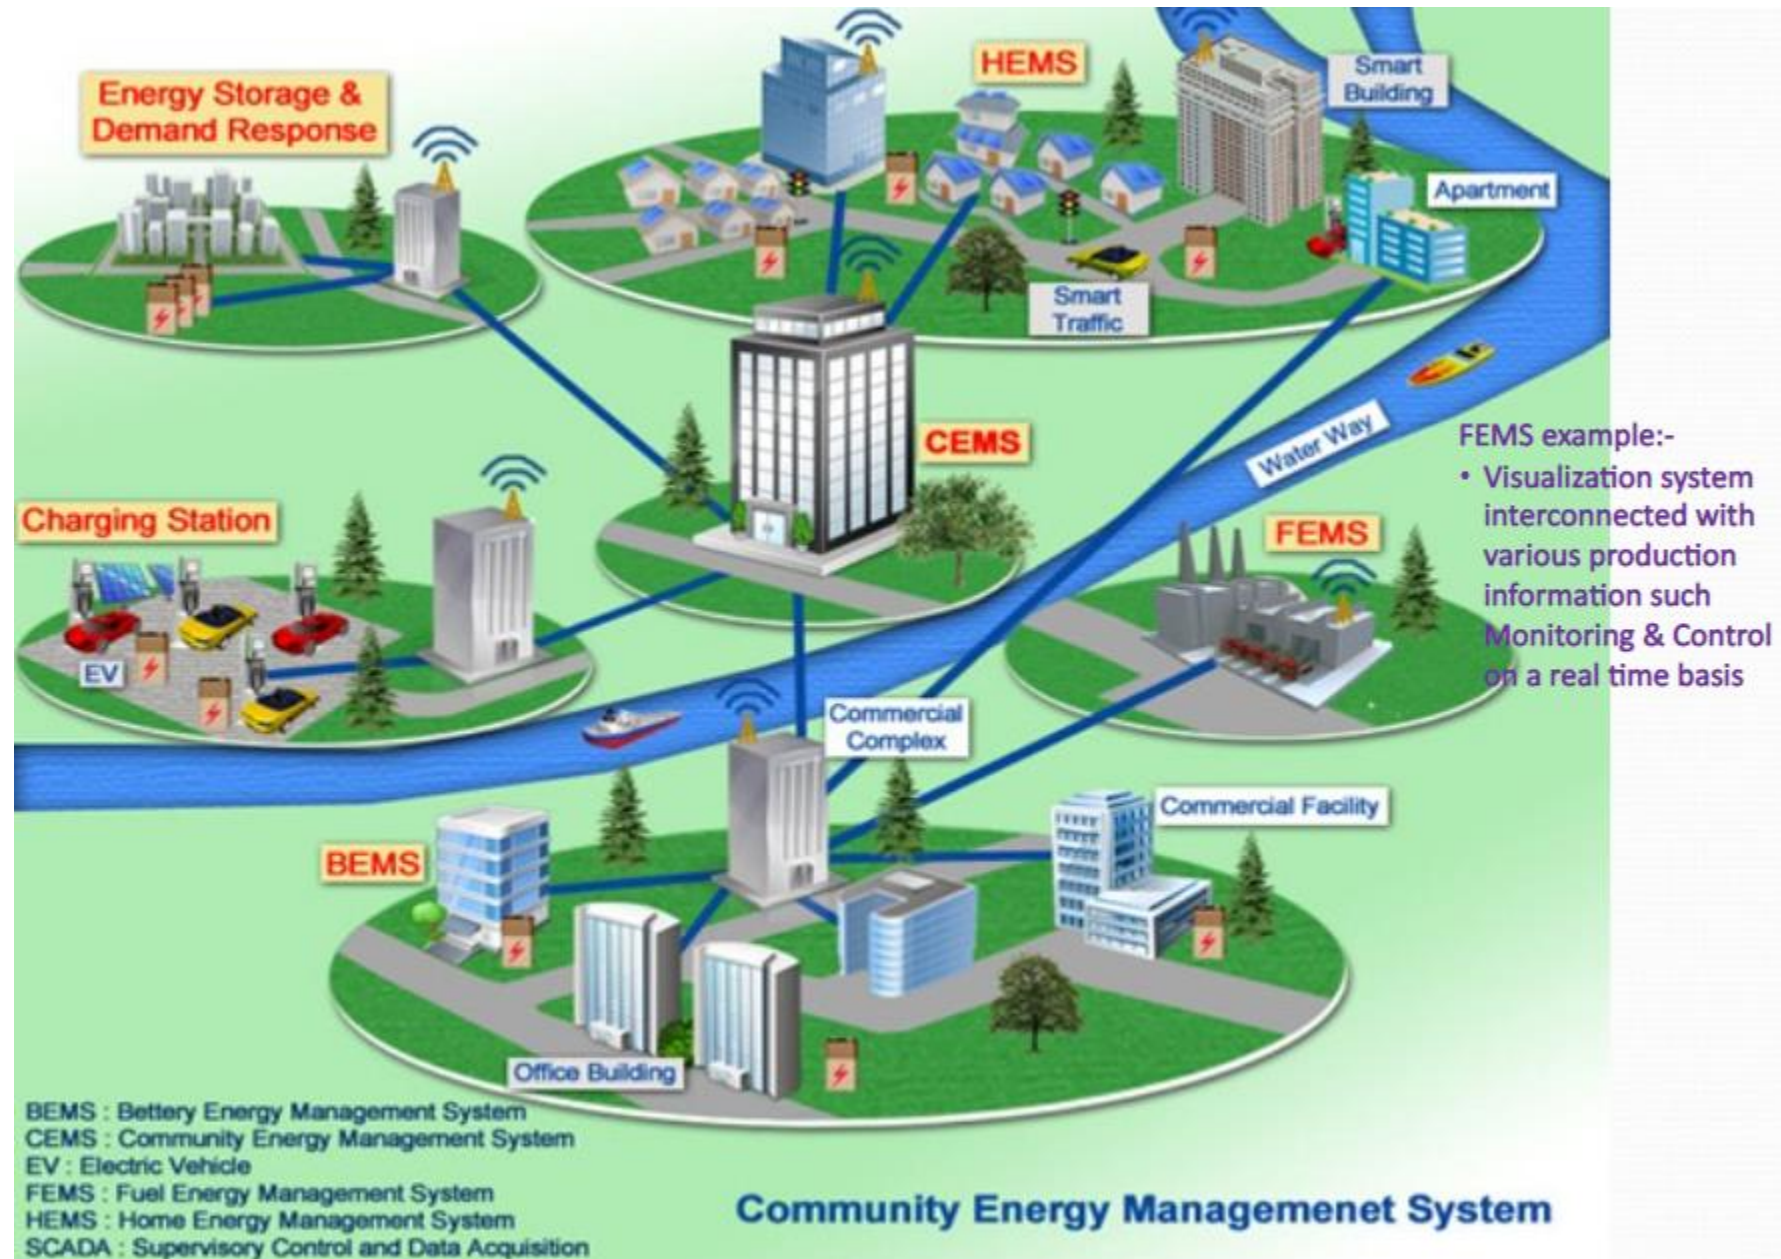 Energy Storage &
Demand Response
HEMS
Smart
Building
Apartment
Smart
Traffic
CEMS
Water Way
FEMS example:-
• Visualization system
interconnected with
various production
information such
Monitoring & Control
on a real time basis
Charging Station
FEMS
EV
Commercial
Complex
Commercial Facility
BEMS
Office Building
BEMS : Bettery Energy Management System
CEMS : Community Energy Management System
EV : Electric Vehicle
FEMS : Fuel Energy Management System
HEMS : Home Energy Management System
SCADA : Supervisory Control and Data Acquisition
Community Energy Managemenet System